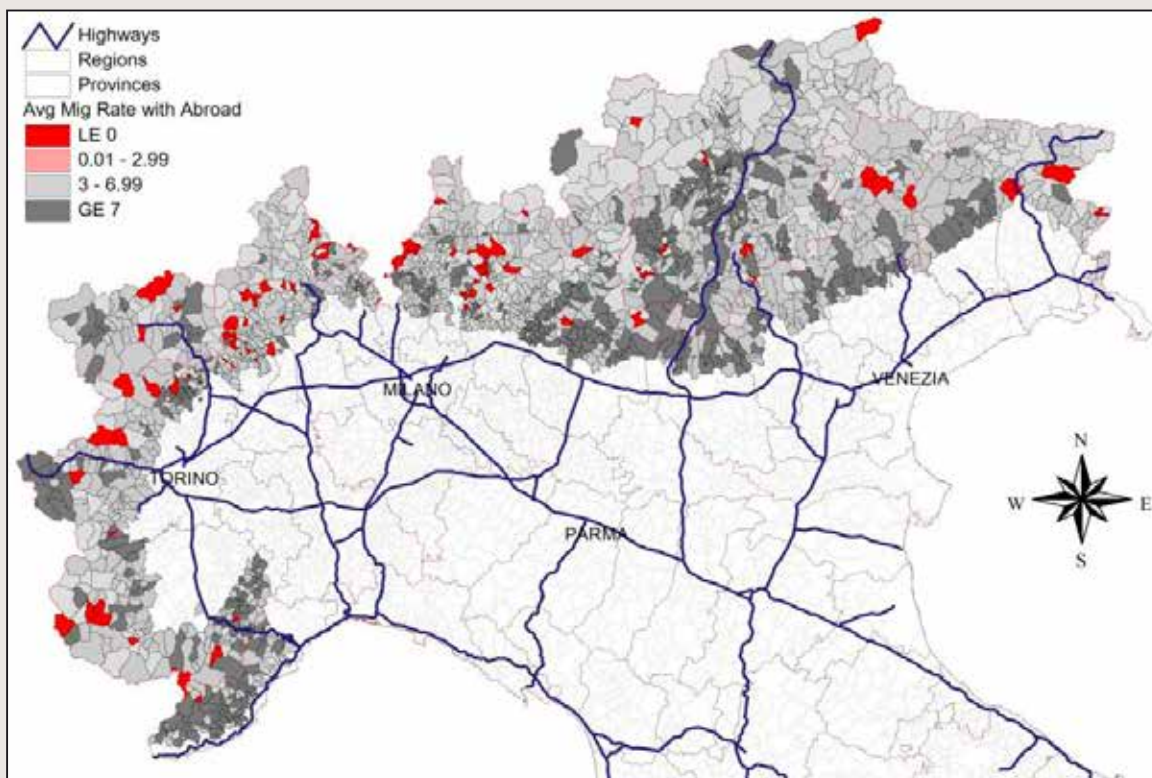 Highways
Regions
Provinces
Avg Mig Rate with Abroad
LE 0
0.01 - 2.99
3 - 6.99
GE 7
MILANO
VENEZIA
TORINO
PARMA
N
W
E
S